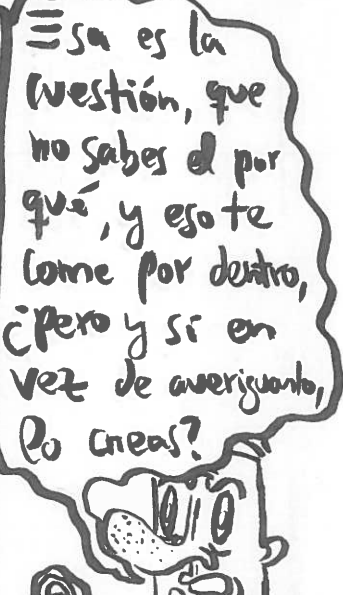 Esa es la
cuestión, que
no sabes el por
qué, y eso te
come por dentro,
¿Pero y si en
vez de averiguarlo,
lo creas?